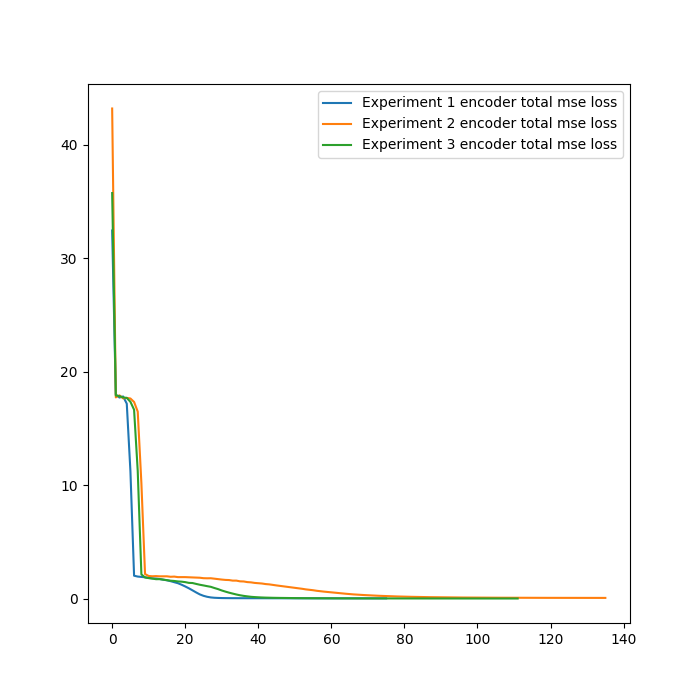 Experiment 1 encoder total mse loss
Experiment 2 encoder total mse loss
Experiment 3 encoder total mse loss
40
30
20
10
0
0 20 40 60 80 100 120 140